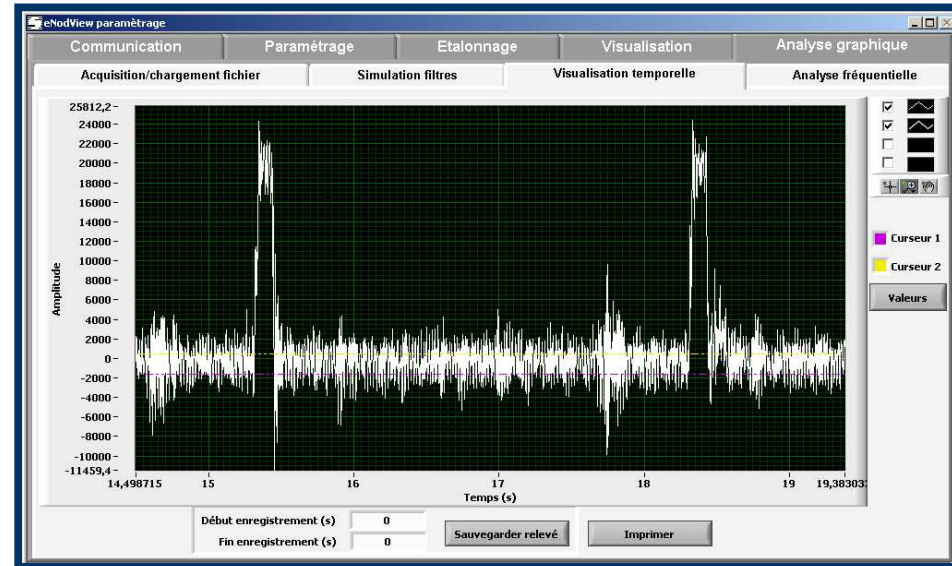 eNodView paramètrage
Communication Paramétrage Etalonnage Visualisation Analyse graphique
Acquisition/chargement fichier Simulation filtres Visualisation temporelle Analyse fréquentielle
25812,2
24000
22000
20000
18000
16000
14000
12000
10000
8000
6000
4000
2000
0
-2000
-4000
-6000
-8000
-10000
-11459,4
Amplitude
14,498715 15 16 17 18 19 19,383033
Temps (s)
Curseur 1
Curseur 2
Valeurs
Début enregistrement (s) 0
Fin enregistrement (s) 0
Sauvegarder relevé
Imprimer